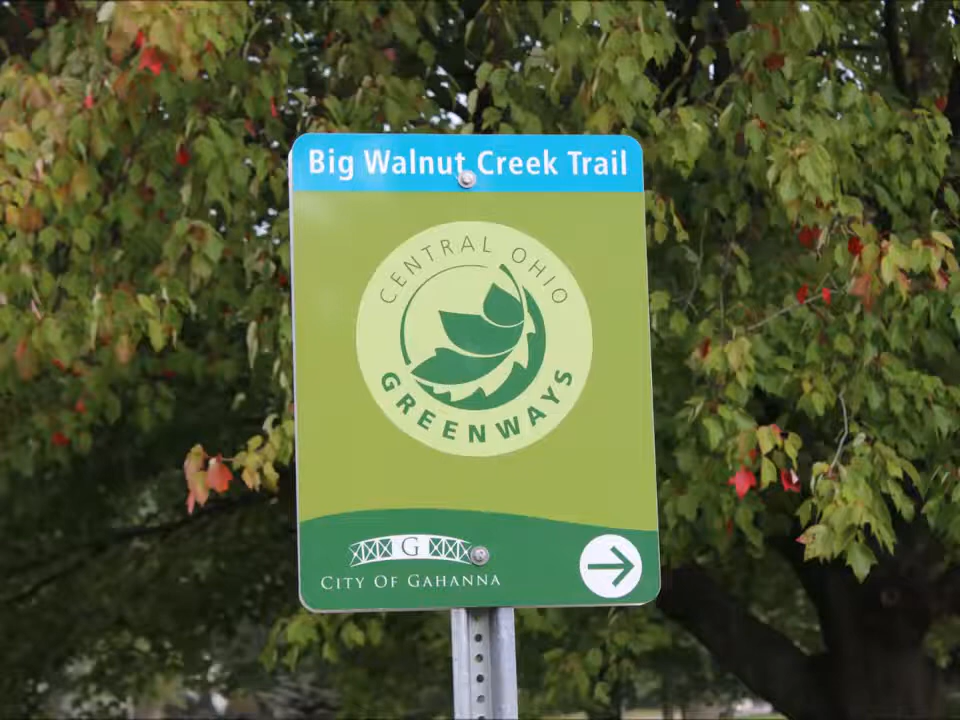 Big Walnut Creek Trail
CENTRAL OHIO
GREENWAYS
G
CITY OF GAHANNA